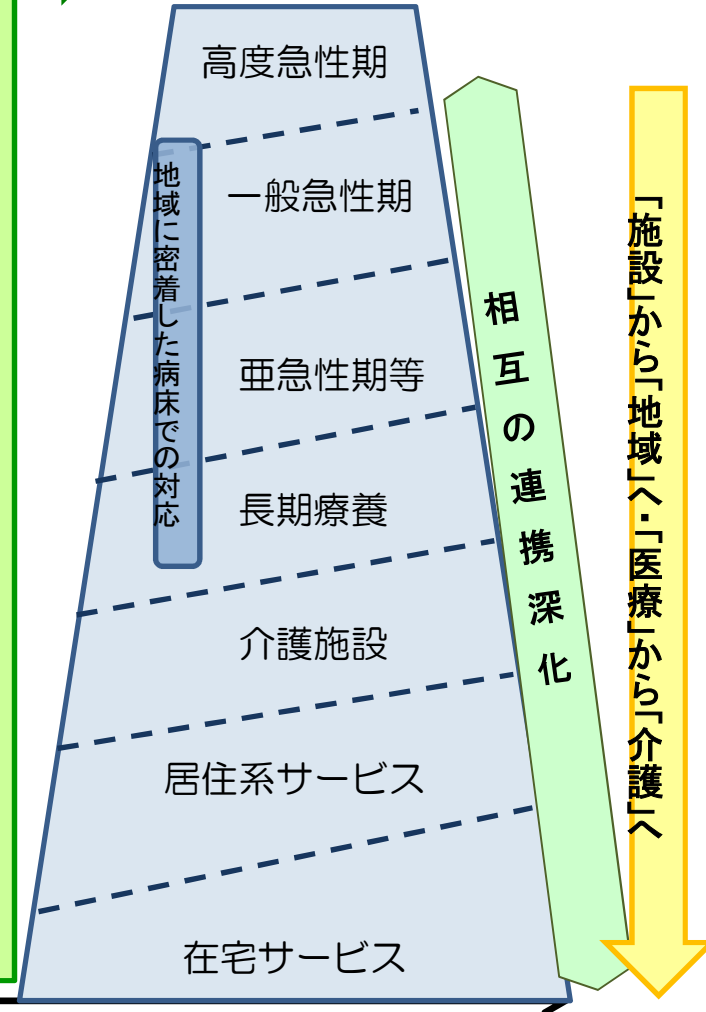 高度急性期
一般急性期
亜急性期等
長期療養
介護施設
居住系サービス
在宅サービス
地域に密着した病床での対応
相互の連携深化
「施設」から「地域」へ・「医療」から「介護」へ